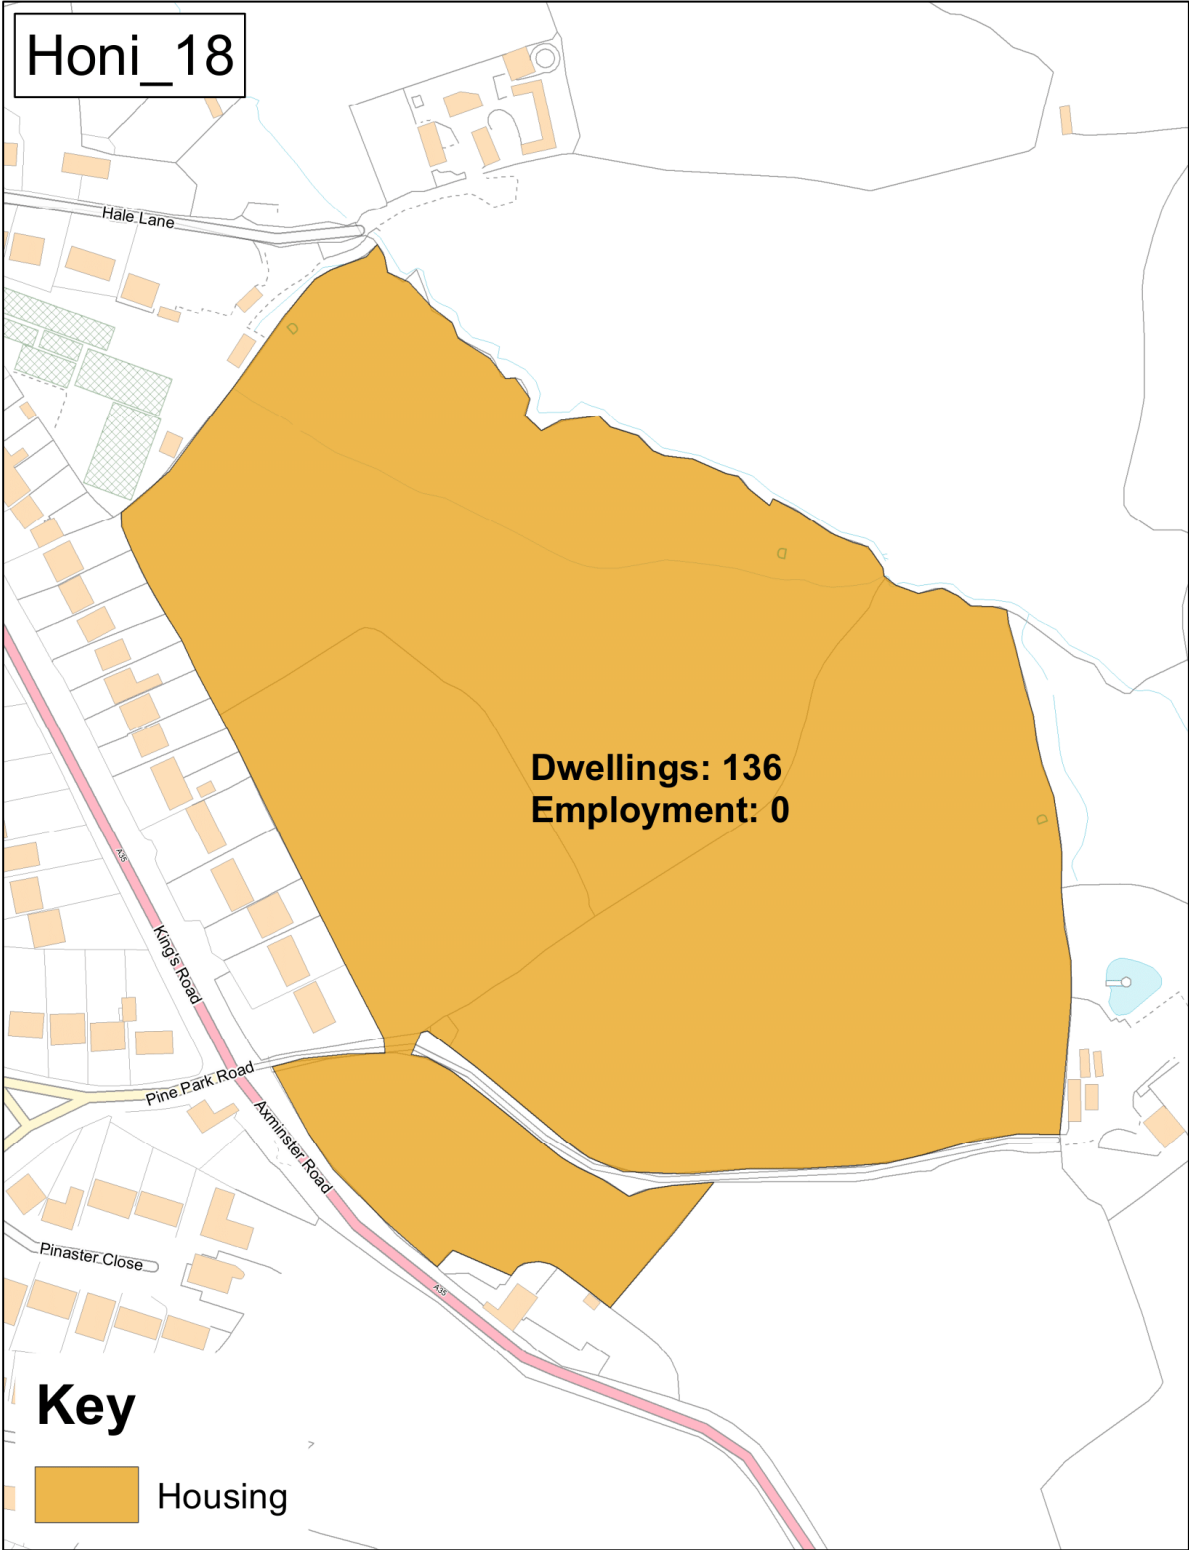 Honi_18
Hale Lane
Dwellings: 136
Employment: 0
A35
King's Road
Pine Park Road
Axminster Road
Pinaster Close
A35
Key
Housing